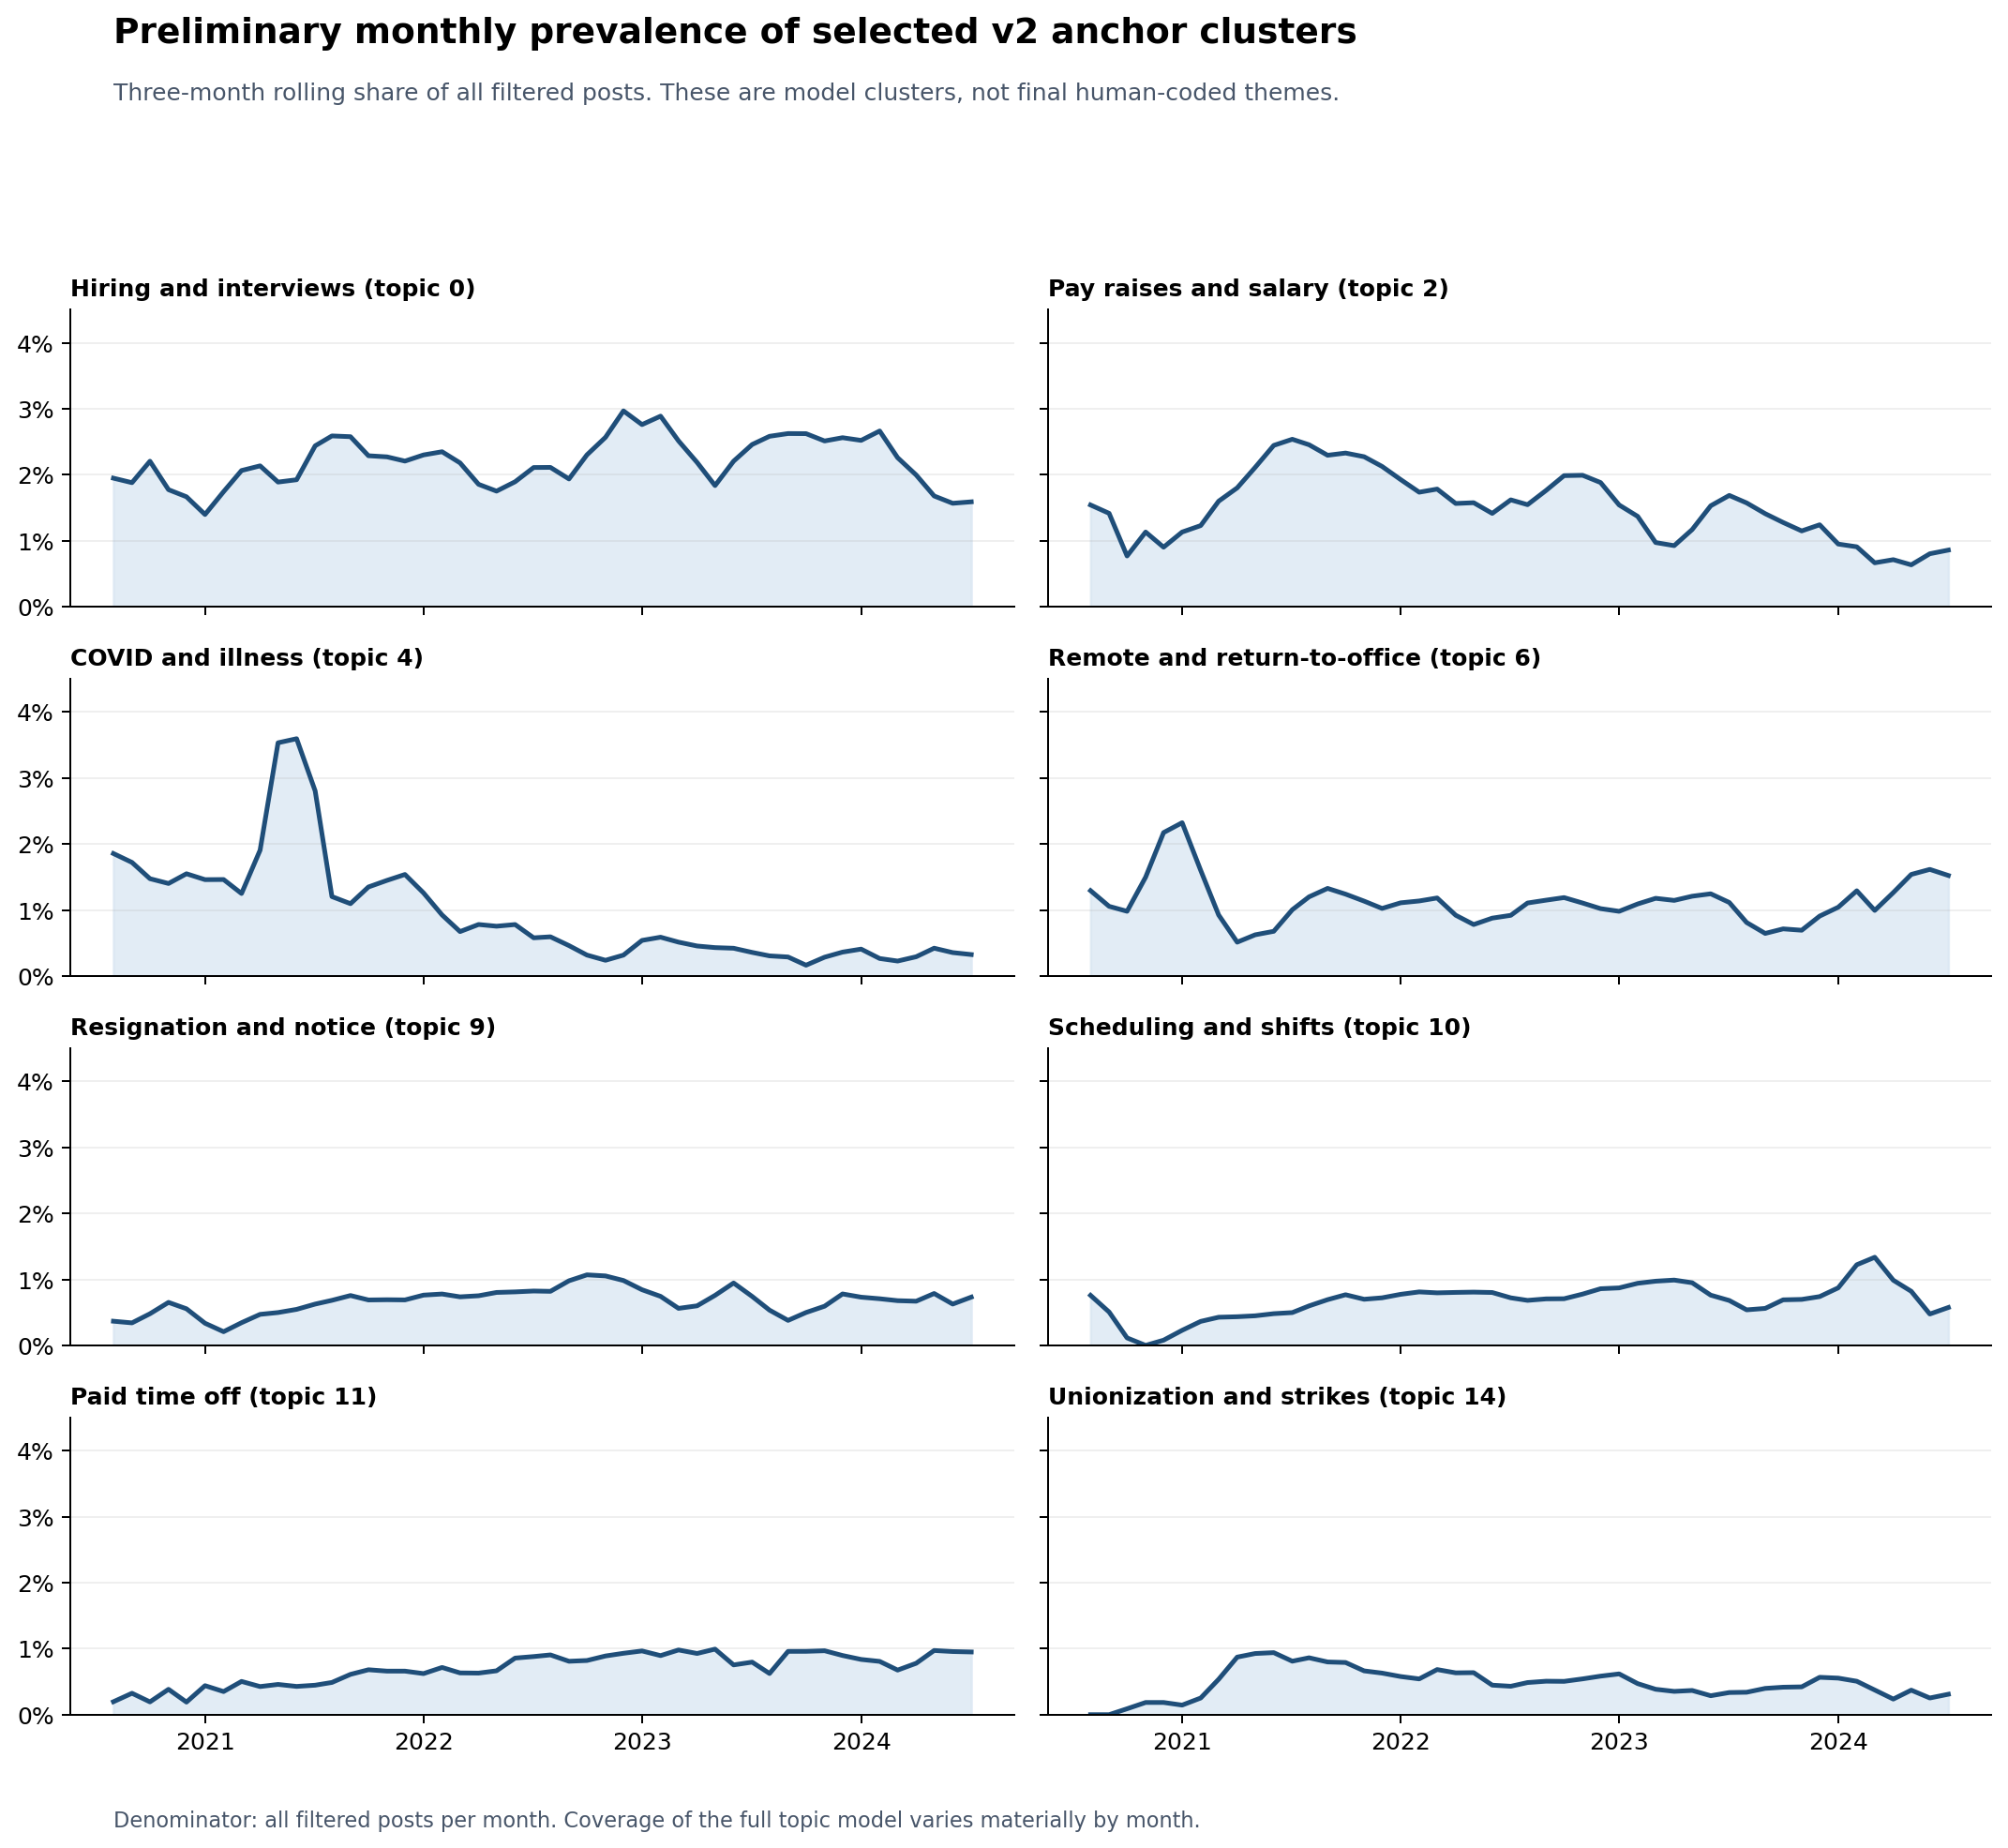 Preliminary monthly prevalence of selected v2 anchor clusters
Three-month rolling share of all filtered posts. These are model clusters, not final human-coded themes.
Hiring and interviews (topic 0)
4%
3%
2%
1%
0%
Pay raises and salary (topic 2)
COVID and illness (topic 4)
4%
3%
2%
1%
0%
Remote and return-to-office (topic 6)
Resignation and notice (topic 9)
4%
3%
2%
1%
0%
Scheduling and shifts (topic 10)
Paid time off (topic 11)
4%
3%
2%
1%
0%
2021 2022 2023 2024
Unionization and strikes (topic 14)
2021 2022 2023 2024
Denominator: all filtered posts per month. Coverage of the full topic model varies materially by month.